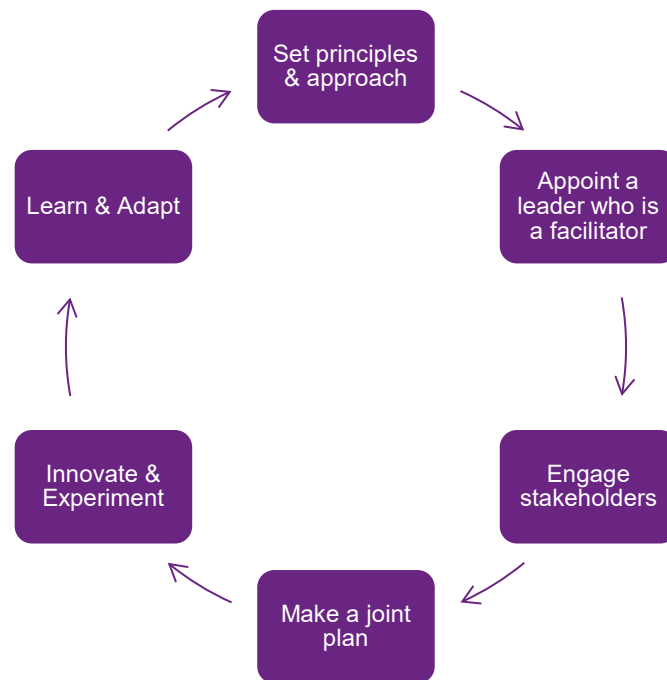 Set principles
& approach
Appoint a
leader who is
a facilitator
Engage
stakeholders
Make a joint
plan
Innovate &
Experiment
Learn & Adapt